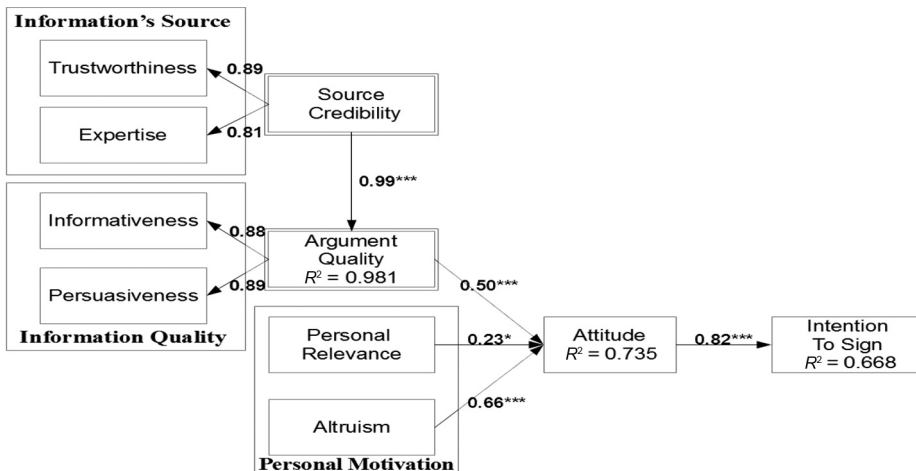 Information's Source
Trustworthiness
0.89
Expertise
0.81
Source
Credibility
0.99***
Informativeness
0.88
Persuasiveness
0.89
Information Quality
Argument
Quality
R² = 0.981
0.50***
Personal
Relevance
0.23*
Altruism
0.66***
Personal Motivation
Attitude
R² = 0.735
0.82***
Intention
To Sign
R² = 0.668